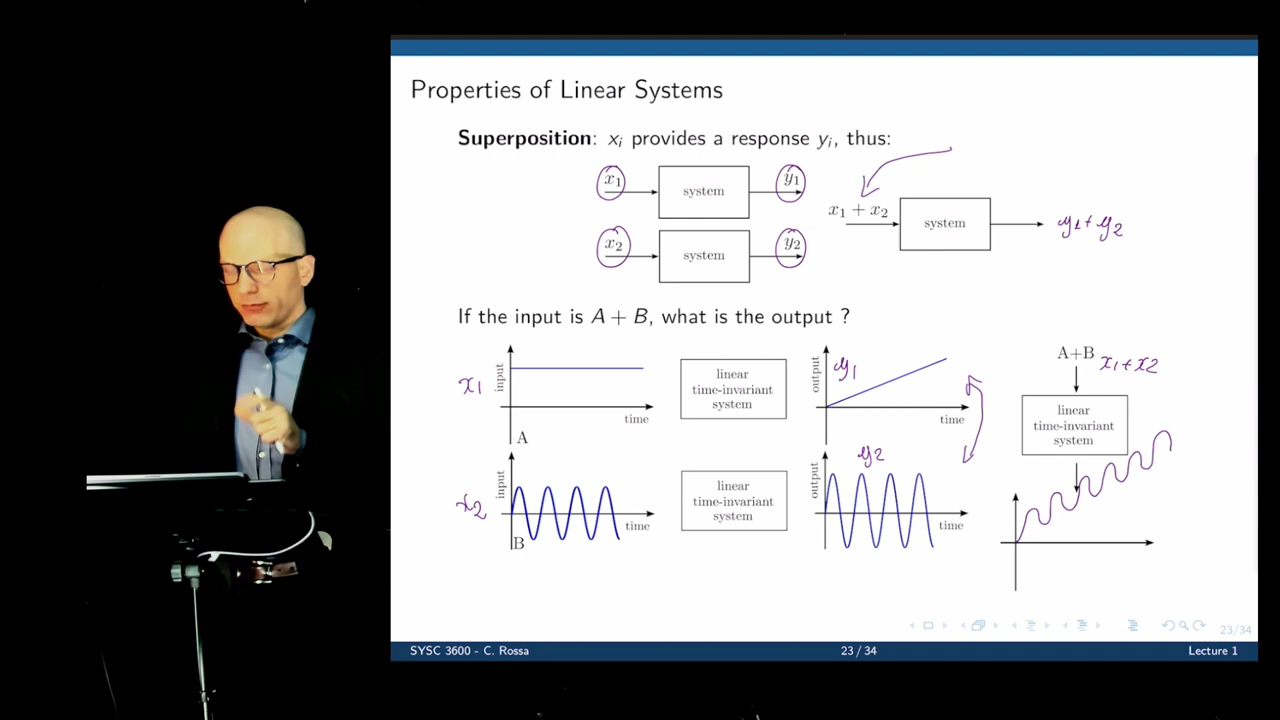 Properties of Linear Systems
Superposition: xᵢ provides a response yᵢ, thus:
x₁ system y₁
x₁ + x₂ system y₁ + y₂
x₂ system y₂
If the input is A + B, what is the output ?
x₁ input time A
linear
time-invariant
system
output y₁ time
A+B x₁ + x₂
linear
time-invariant
system
x₂ input time B
linear
time-invariant
system
output y₂ time
23/34
SYSC 3600 - C. Rossa 23 / 34 Lecture 1